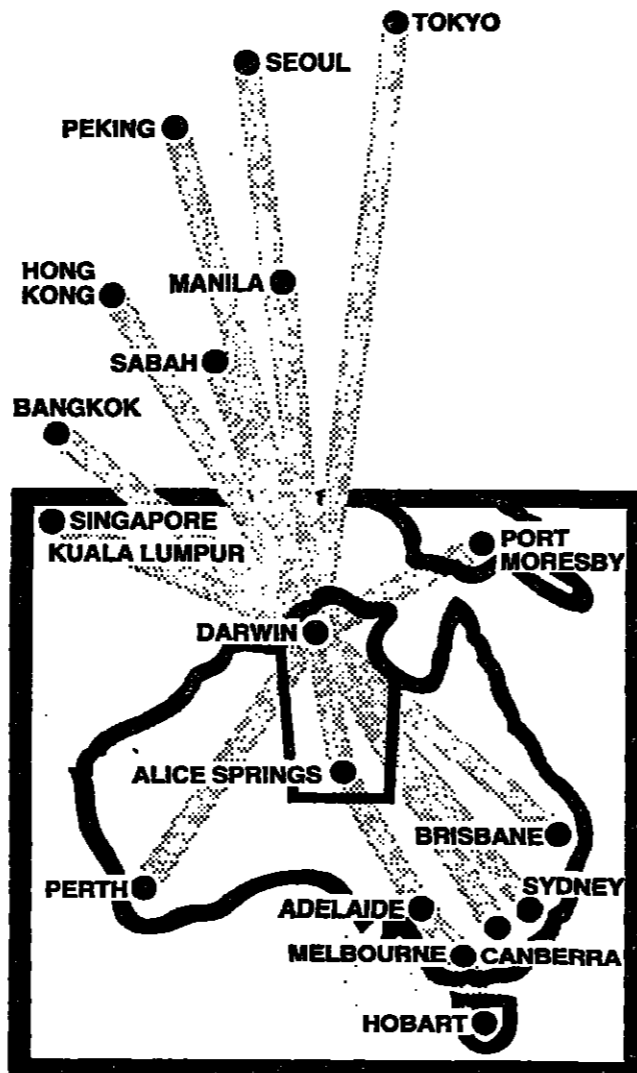 TOKYO
SEOUL
PEKING
HONG
KONG
MANILA
SABAH
BANGKOK
SINGAPORE
KUALA LUMPUR
PORT
MORESBY
DARWIN
ALICE SPRINGS
BRISBANE
PERTH
SYDNEY
ADELAIDE
MELBOURNE
CANBERRA
HOBART